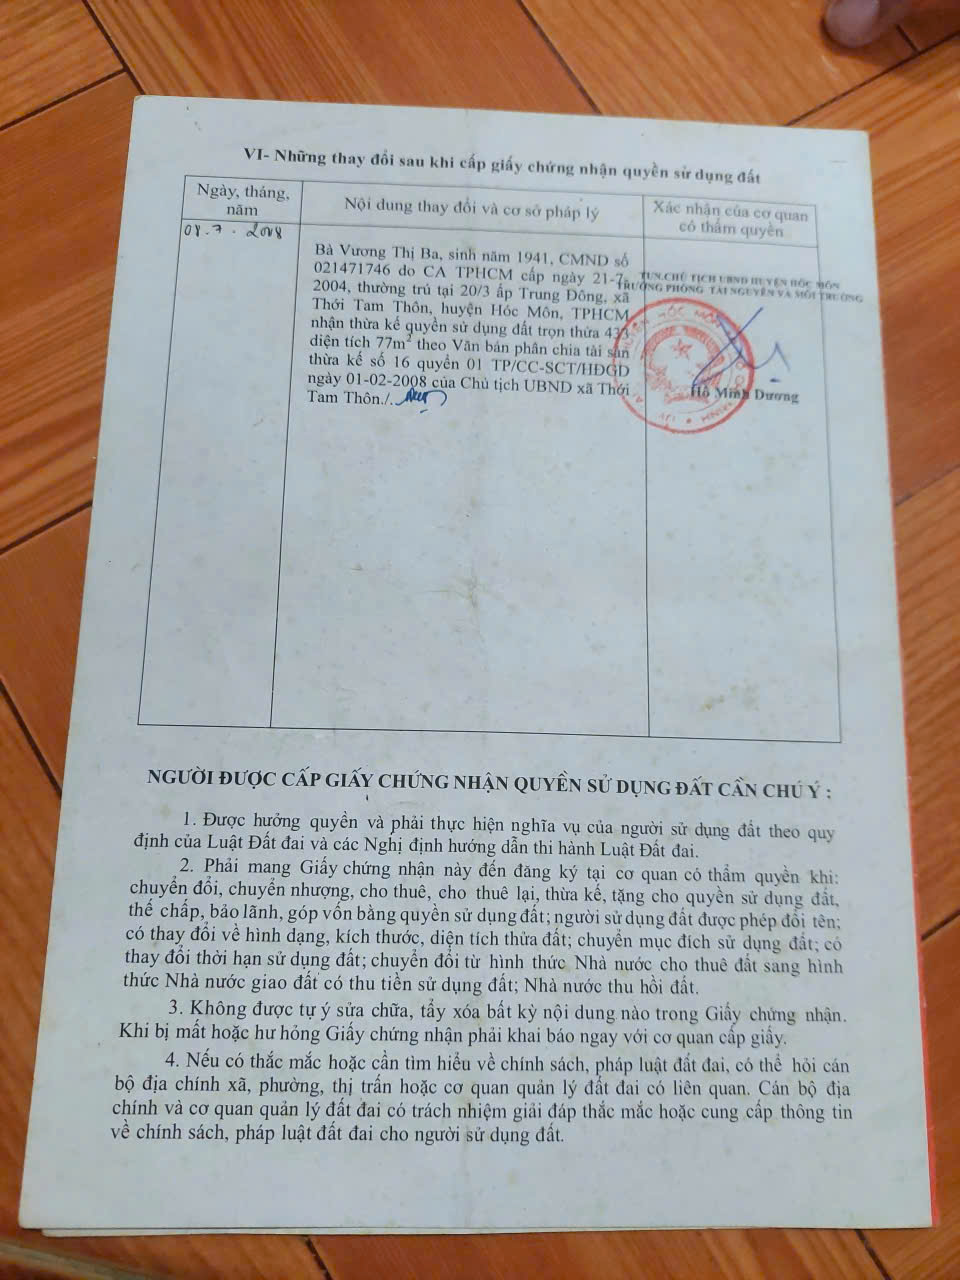 VI- Những thay đổi sau khi cấp giấy chứng nhận quyền sử dụng đất
Ngày, tháng,
năm
Nội dung thay đổi và cơ sở pháp lý
Xác nhận của cơ quan
có thẩm quyền
08.7.2008
Bà Vương Thị Ba, sinh năm 1941, CMND số
021471746 do CA TPHCM cấp ngày 21-7-
2004, thường trú tại 20/3 ấp Trung Đông, xã
Thới Tam Thôn, huyện Hóc Môn, TPHCM
nhận thừa kế quyền sử dụng đất trọn thửa 433
diện tích 77m² theo Văn bản phân chia tài sản
thừa kế số 16 quyển 01 TP/CC-SCT/HĐGD
ngày 01-02-2008 của Chủ tịch UBND xã Thới
Tam Thôn./.
TUN.CHỦ TỊCH UBND HUYỆN HÓC MÔN
TRƯỞNG PHÒNG TÀI NGUYÊN VÀ MÔI TRƯỜNG
HUYỆN HÓC MÔN
Hồ Minh Dương
NGƯỜI ĐƯỢC CẤP GIẤY CHỨNG NHẬN QUYỀN SỬ DỤNG ĐẤT CẦN CHÚ Ý :
1. Được hưởng quyền và phải thực hiện nghĩa vụ của người sử dụng đất theo quy
định của Luật Đất đai và các Nghị định hướng dẫn thi hành Luật Đất đai.
2. Phải mang Giấy chứng nhận này đến đăng ký tại cơ quan có thẩm quyền khi:
chuyển đổi, chuyển nhượng, cho thuê, cho thuê lại, thừa kế, tặng cho quyền sử dụng đất,
thế chấp, bảo lãnh, góp vốn bằng quyền sử dụng đất; người sử dụng đất được phép đổi tên;
có thay đổi về hình dạng, kích thước, diện tích thửa đất; chuyển mục đích sử dụng đất; có
thay đổi thời hạn sử dụng đất; chuyển đổi từ hình thức Nhà nước cho thuê đất sang hình
thức Nhà nước giao đất có thu tiền sử dụng đất; Nhà nước thu hồi đất.
3. Không được tự ý sửa chữa, tẩy xóa bất kỳ nội dung nào trong Giấy chứng nhận.
Khi bị mất hoặc hư hỏng Giấy chứng nhận phải khai báo ngay với cơ quan cấp giấy.
4. Nếu có thắc mắc hoặc cần tìm hiểu về chính sách, pháp luật đất đai, có thể hỏi cán
bộ địa chính xã, phường, thị trấn hoặc cơ quan quản lý đất đai có liên quan. Cán bộ địa
chính và cơ quan quản lý đất đai có trách nhiệm giải đáp thắc mắc hoặc cung cấp thông tin
về chính sách, pháp luật đất đai cho người sử dụng đất.